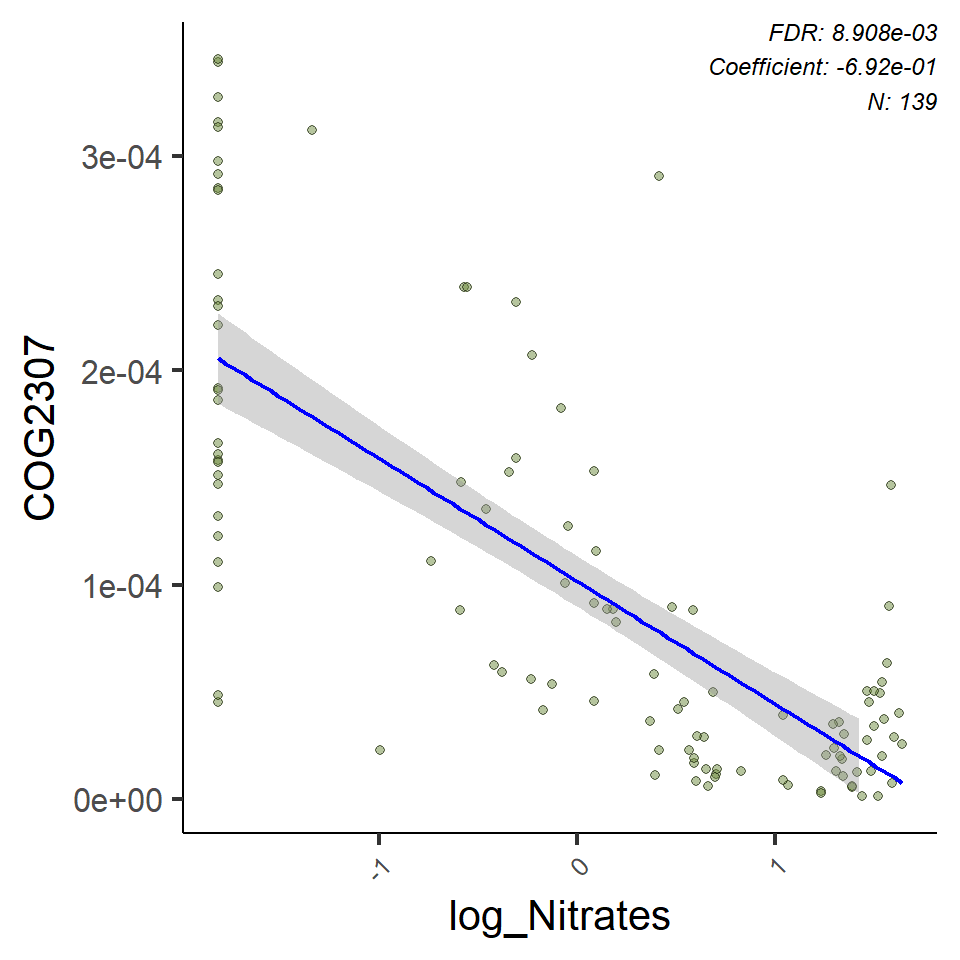 FDR: 8.908e-03
Coefficient: -6.92e-01
N: 139
COG2307
3e-04
2e-04
1e-04
0e+00
-1
0
1
log_Nitrates